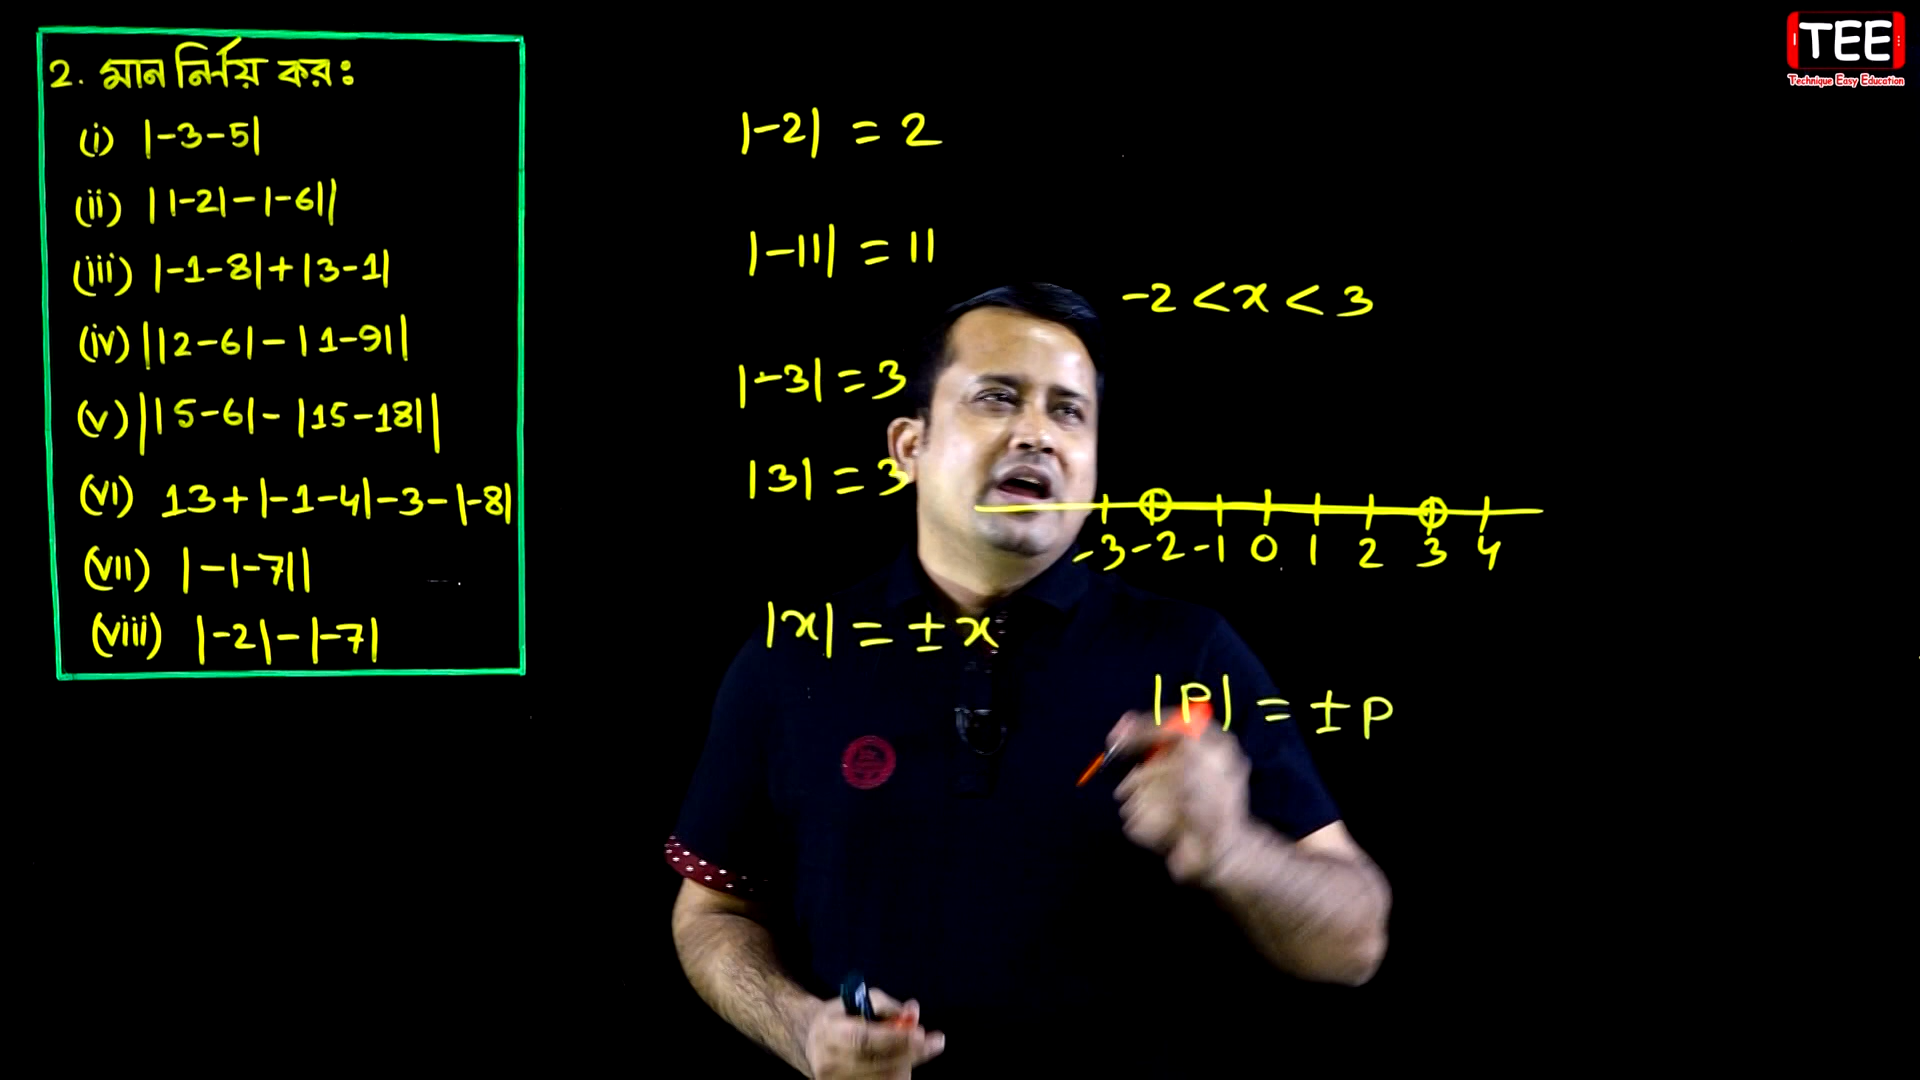 2. মান নির্ণয় কর:
(i) |-3-5|
(ii) ||-2|-|-6||
(iii) |-1-8|+|3-1|
(iv) ||2-6|-|1-9||
(v) ||5-6|-|15-18||
(vi) 13+|-1-4|-3-|-8|
(vii) |-|-7||
(viii) |-2|-|-7|
|-2| = 2
|-11| = 11
|-3| = 3
|3| = 3
|x| = ±x
-2 < x < 3
-3 -2 -1 0 1 2 3 4
|P| = ±P
TEE
Technique Easy Education